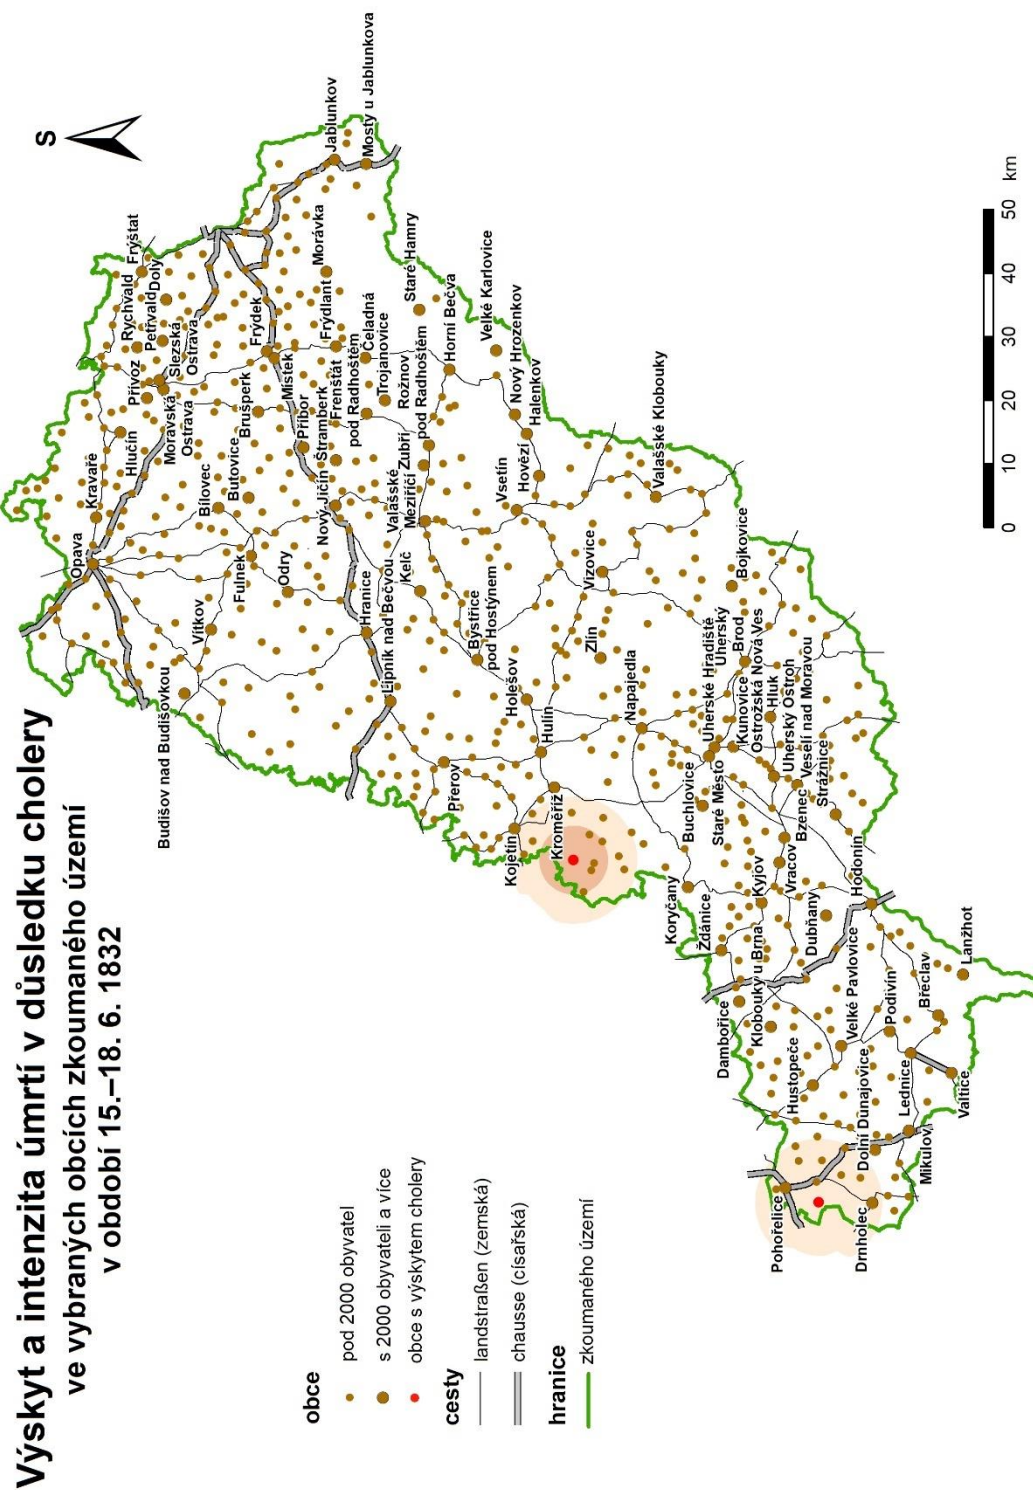 Výskyt a intenzita úmrtí v důsledku cholery
ve vybraných obcích zkoumaného území
v období 15.–18. 6. 1832
S
obce
pod 2000 obyvatel
s 2000 obyvateli a více
obce s výskytem cholery
cesty
landstraßen (zemská)
chausse (císařská)
hranice
zkoumaného území
Opava
Kravaře
Hlučín
Přívoz
Rychvald
Petřvald
Doly
Fryštat
Slezská
Ostrava
Moravská
Ostrava
Budišov nad Budišovkou
Vítkov
Fulnek
Odry
Bílovec
Butovice
Brušperk
Frýdek
Místek
Příbor
Štramberk
Nový Jičín
Frenštát
pod Radhoštěm
Frýdlant
Morávka
Čeladná
Trojanovice
Jablunkov
Mosty u Jablunkova
Staré Hamry
Hranice
Lipník nad Bečvou
Kelč
Valašské
Meziříčí
Zubří
Rožnov
pod Radhoštěm
Horní Bečva
Velké Karlovice
Nový Hrozenkov
Halenkov
Hovězí
Vsetín
Přerov
Bystřice
pod Hostýnem
Holešov
Hulín
Kojetín
Kroměříž
Zlín
Vizovice
Valašské Klobouky
Napajedla
Bojkovice
Uherské Hradiště
Uherský
Brod
Kunovice
Ostrožská Nová Ves
Hluk
Uherský Ostroh
Veselí nad Moravou
Strážnice
Buchlovice
Staré Město
Bzenec
Vracov
Kyjov
Koryčany
Ždánice
Dubňany
Hodonín
Dambořice
Klobouky u Brna
Hustopeče
Velké Pavlovice
Podivín
Břeclav
Lanžhot
Pohořelice
Drnholec
Dolní Dunajovice
Mikulov
Lednice
Valtice
0
10
20
30
40
50
km